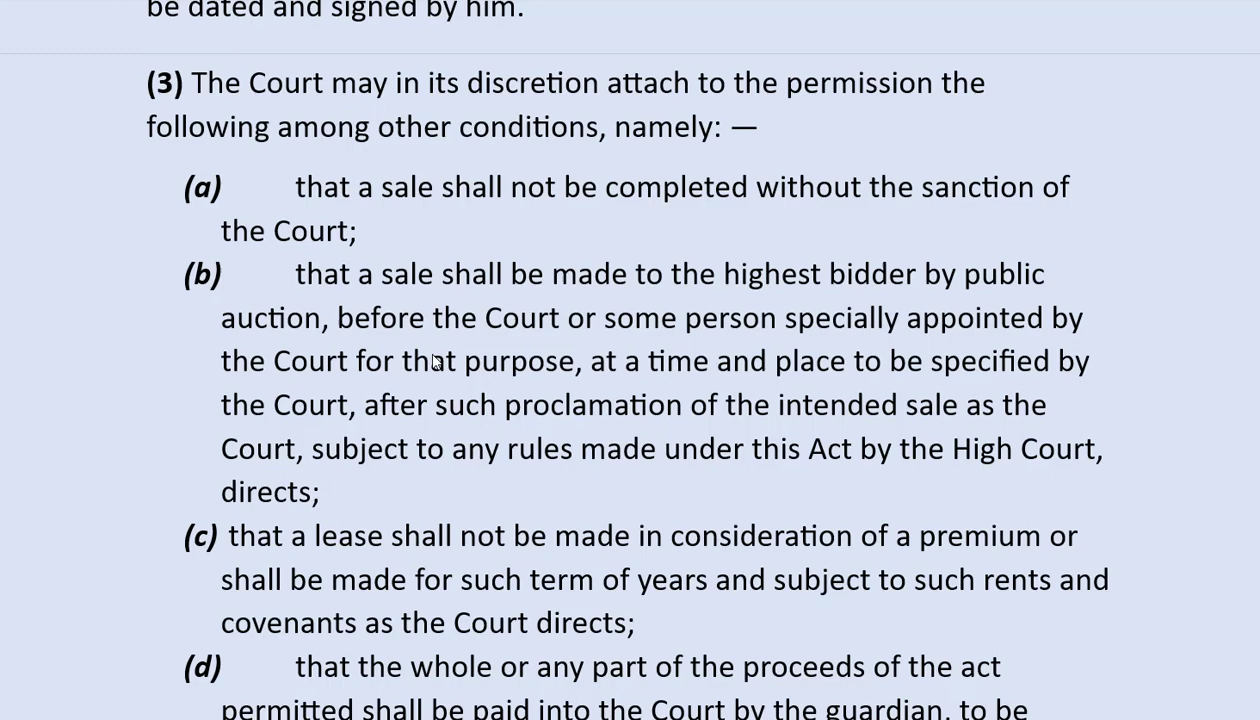 be dated and signed by him.
(3) The Court may in its discretion attach to the permission the
following among other conditions, namely: —
(a) that a sale shall not be completed without the sanction of
the Court;
(b) that a sale shall be made to the highest bidder by public
auction, before the Court or some person specially appointed by
the Court for that purpose, at a time and place to be specified by
the Court, after such proclamation of the intended sale as the
Court, subject to any rules made under this Act by the High Court,
directs;
(c) that a lease shall not be made in consideration of a premium or
shall be made for such term of years and subject to such rents and
covenants as the Court directs;
(d) that the whole or any part of the proceeds of the act
permitted shall be paid into the Court by the guardian, to be